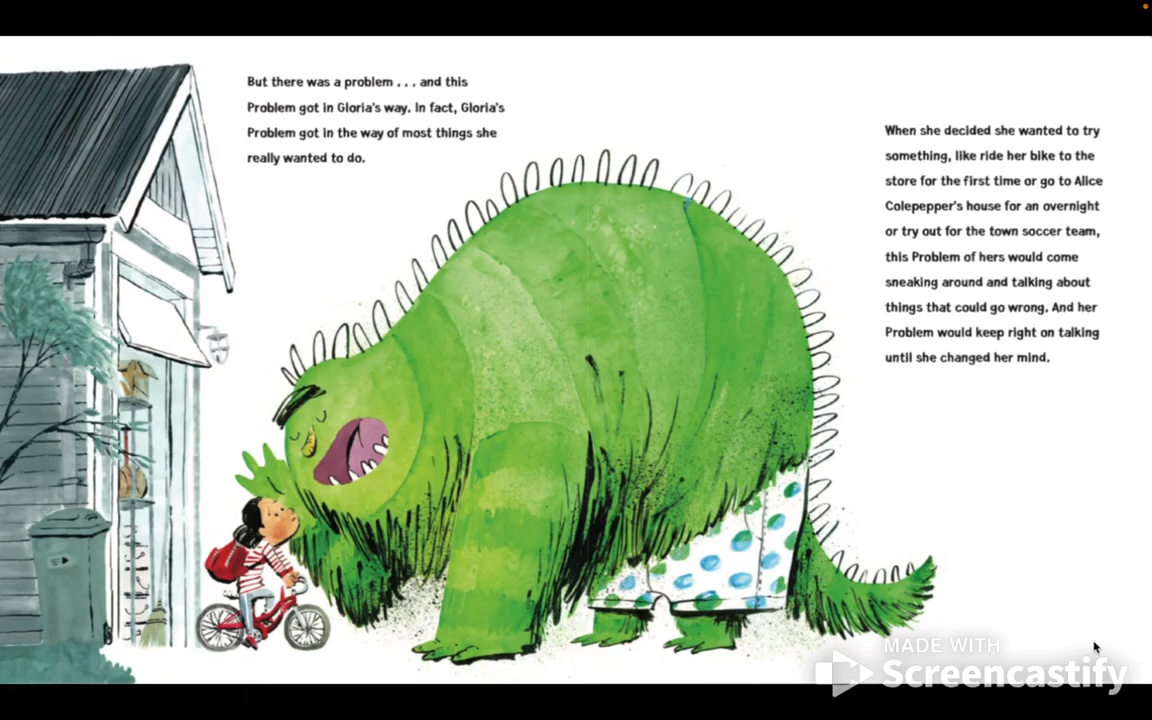 But there was a problem . . . and this
Problem got in Gloria's way. In fact, Gloria's
Problem got in the way of most things she
really wanted to do.
When she decided she wanted to try
something, like ride her bike to the
store for the first time or go to Alice
Colepepper's house for an overnight
or try out for the town soccer team,
this Problem of hers would come
sneaking around and talking about
things that could go wrong. And her
Problem would keep right on talking
until she changed her mind.
MADE WITH
Screencastify